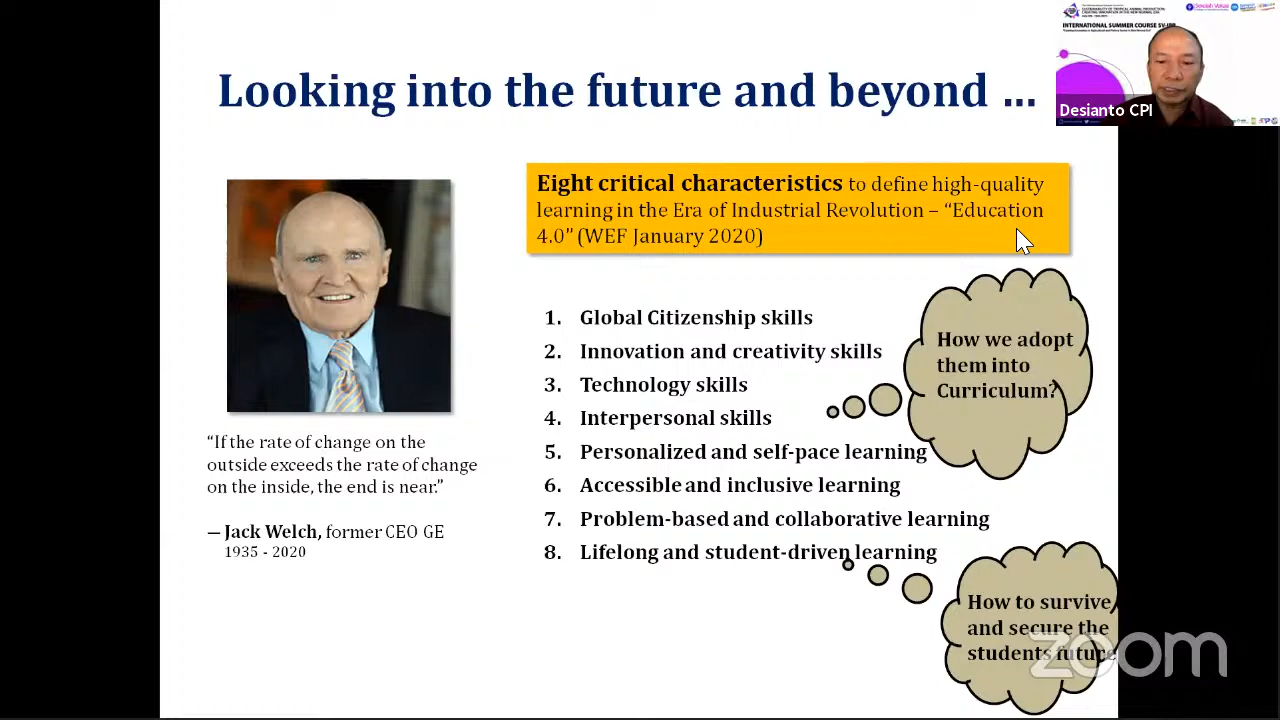 Looking into the future and beyond ...
INTERNATIONAL SUMMER COURSE SV-IPB
Desianto CPI
Eight critical characteristics to define high-quality
learning in the Era of Industrial Revolution – “Education
4.0” (WEF January 2020)
1. Global Citizenship skills
2. Innovation and creativity skills
3. Technology skills
4. Interpersonal skills
5. Personalized and self-pace learning
6. Accessible and inclusive learning
7. Problem-based and collaborative learning
8. Lifelong and student-driven learning
How we adopt
them into
Curriculum?
How to survive
and secure the
students future
“If the rate of change on the
outside exceeds the rate of change
on the inside, the end is near.”
— Jack Welch, former CEO GE
1935 - 2020
zoom